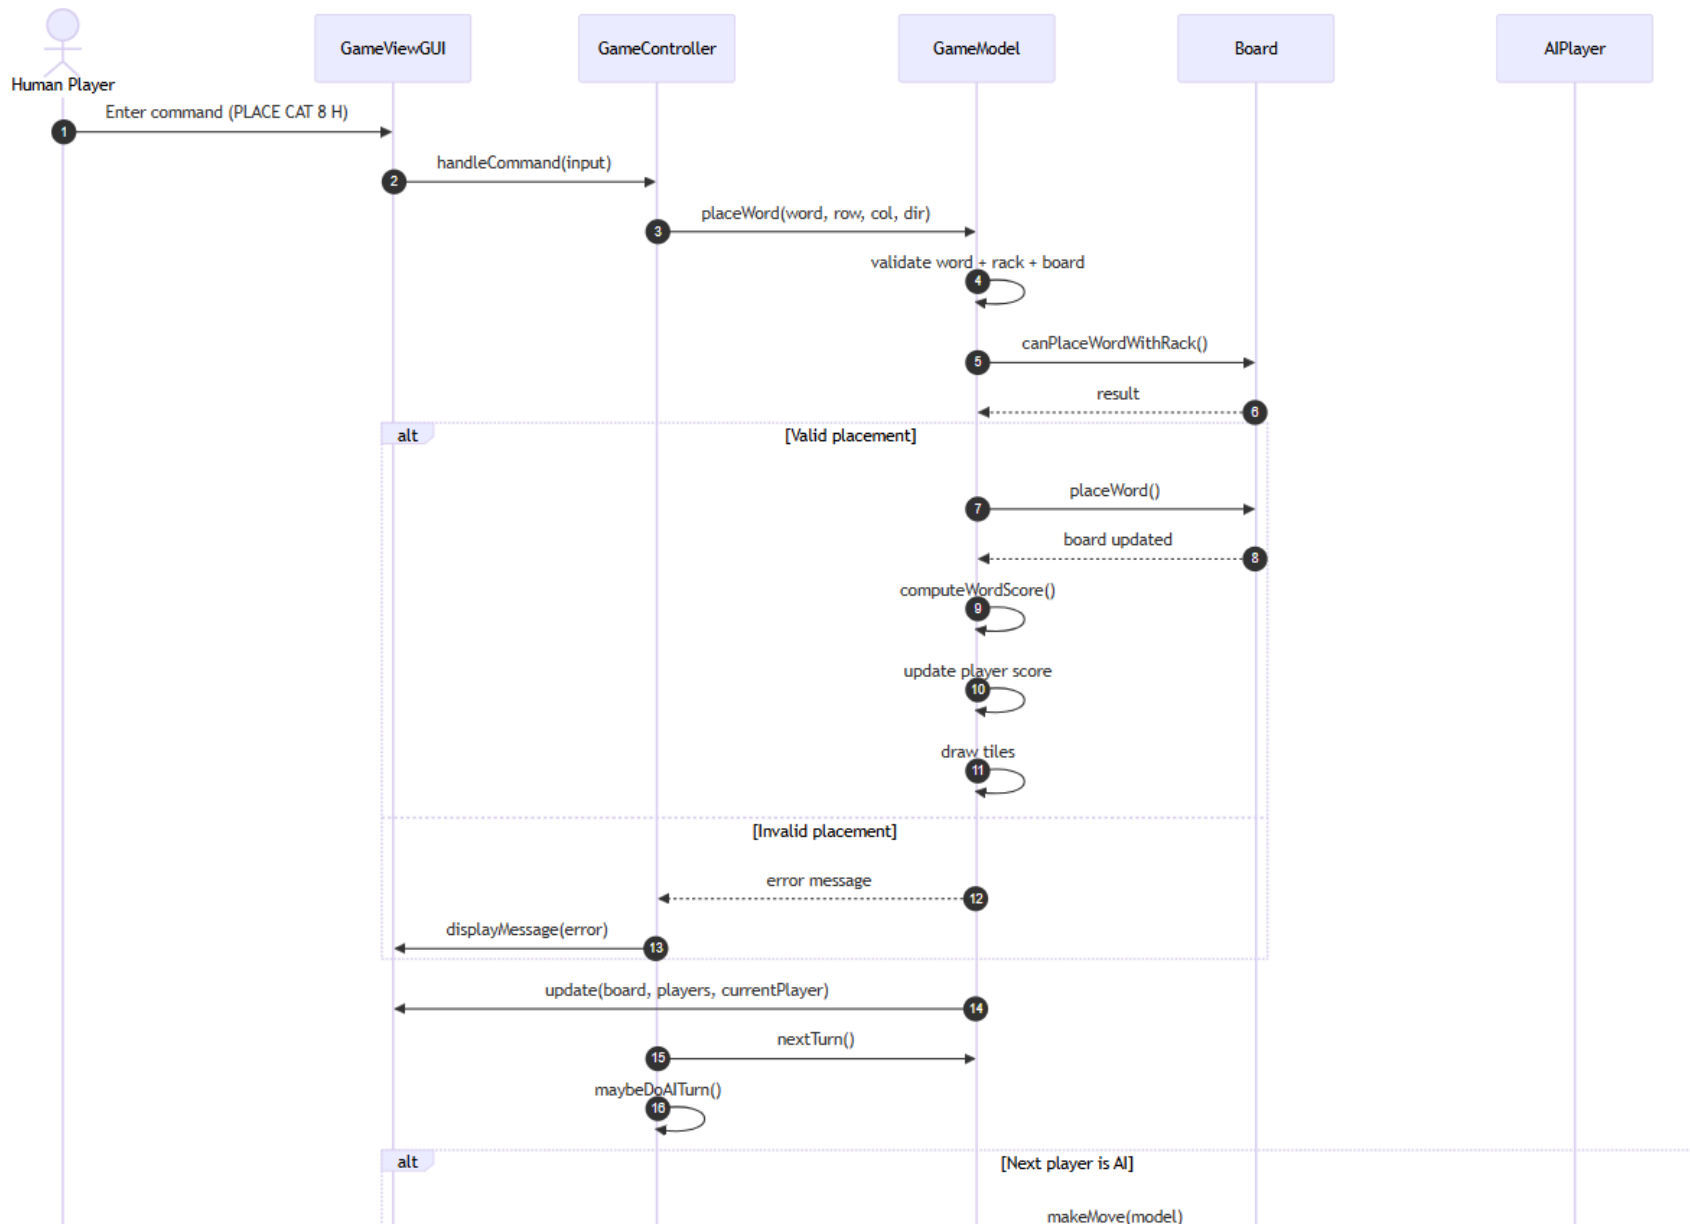 Human Player
GameViewGUI
GameController
GameModel
Board
AIPlayer
Enter command (PLACE CAT 8 H)
1
handleCommand(input)
2
placeWord(word, row, col, dir)
3
validate word + rack + board
4
canPlaceWordWithRack()
5
result
6
alt
[Valid placement]
placeWord()
7
board updated
8
computeWordScore()
9
update player score
10
draw tiles
11
[Invalid placement]
error message
12
displayMessage(error)
13
update(board, players, currentPlayer)
14
nextTurn()
15
maybeDoAITurn()
16
alt
[Next player is AI]
makeMove(model)